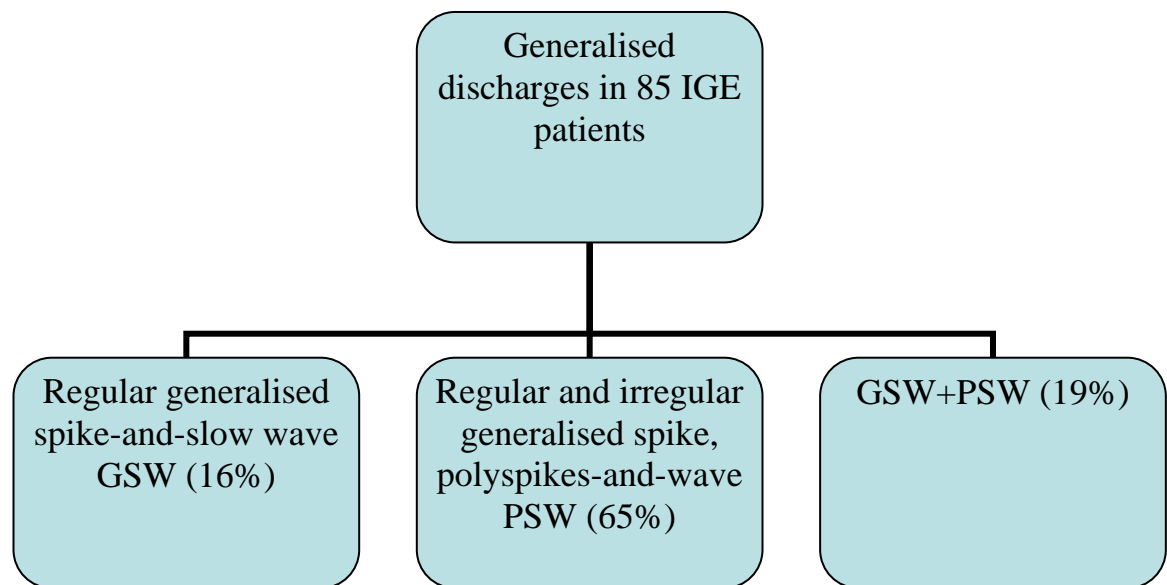 Generalised
discharges in 85 IGE
patients
Regular generalised
spike-and-slow wave
GSW (16%)
Regular and irregular
generalised spike,
polyspikes-and-wave
PSW (65%)
GSW+PSW (19%)